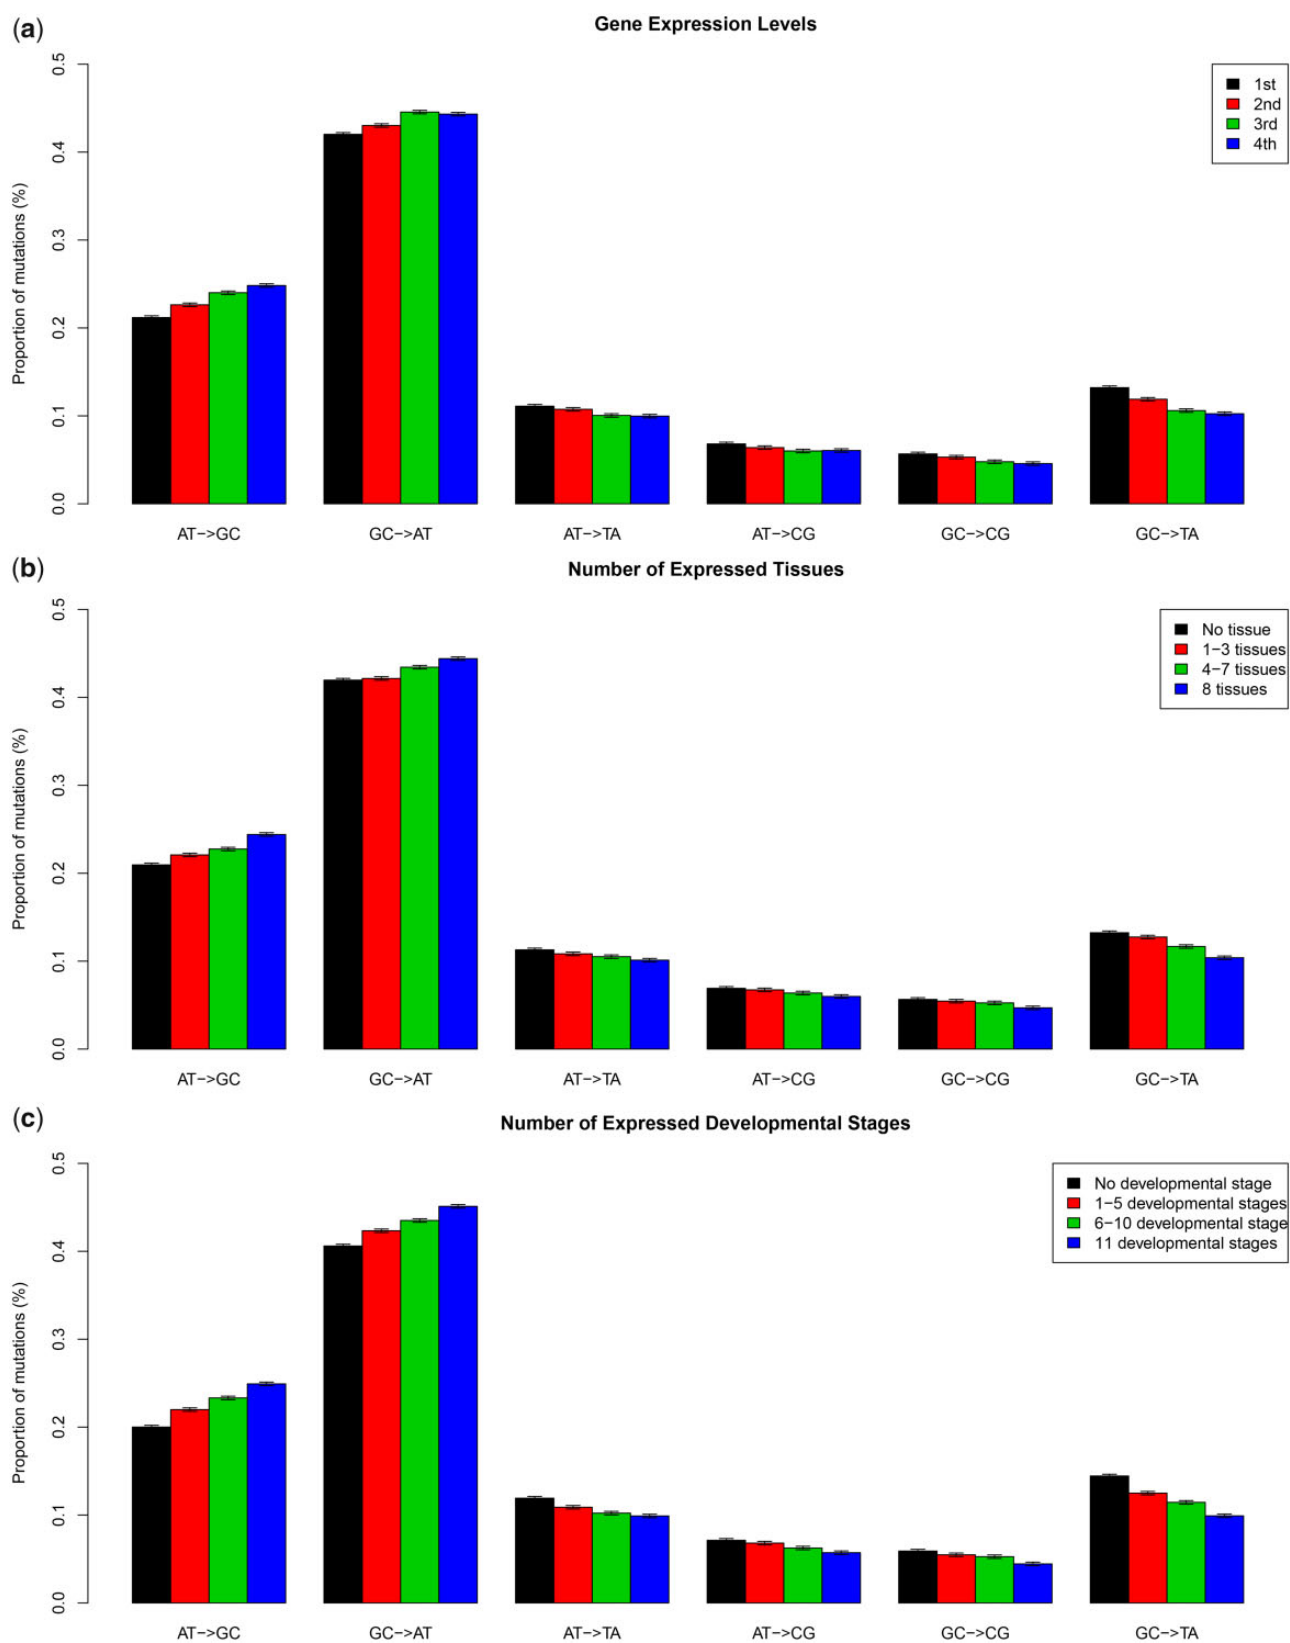 (a)
Gene Expression Levels
Proportion of mutations (%)
0.5
0.4
0.3
0.2
0.1
0.0
1st
2nd
3rd
4th
AT->GC GC->AT AT->TA AT->CG GC->CG GC->TA
(b)
Number of Expressed Tissues
Proportion of mutations (%)
0.5
0.4
0.3
0.2
0.1
0.0
No tissue
1-3 tissues
4-7 tissues
8 tissues
AT->GC GC->AT AT->TA AT->CG GC->CG GC->TA
(c)
Number of Expressed Developmental Stages
Proportion of mutations (%)
0.5
0.4
0.3
0.2
0.1
0.0
No developmental stage
1-5 developmental stages
6-10 developmental stage
11 developmental stages
AT->GC GC->AT AT->TA AT->CG GC->CG GC->TA